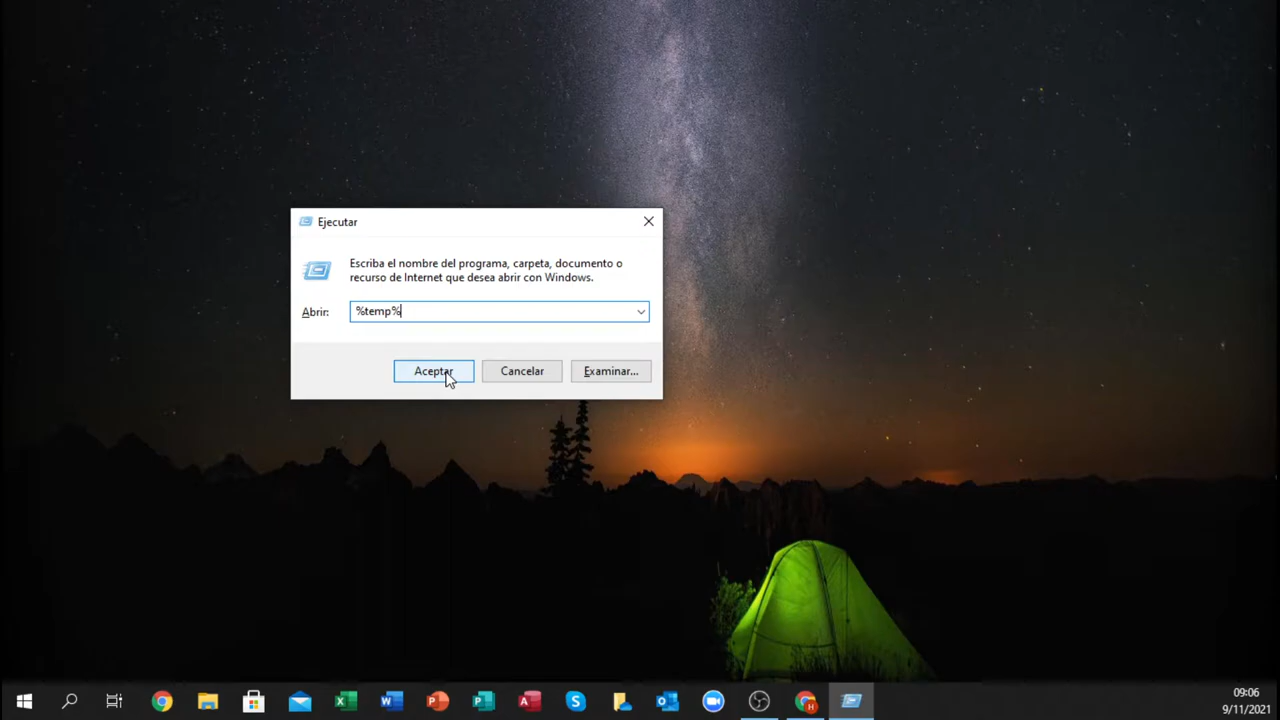 Ejecutar
Escriba el nombre del programa, carpeta, documento o
recurso de Internet que desea abrir con Windows.
Abrir: %temp%
Aceptar Cancelar Examinar...
X W P P A S H
09:06
9/11/2021